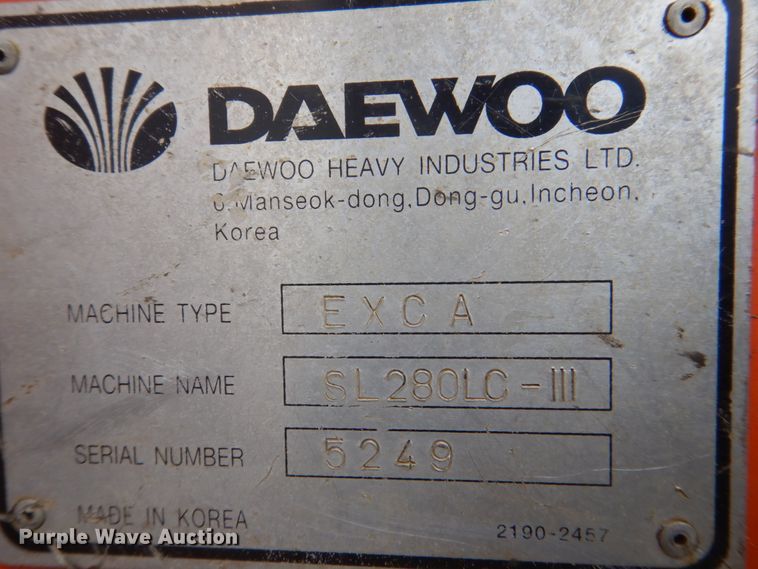 DAEWOO
DAEWOO HEAVY INDUSTRIES LTD.
6,Manseok-dong,Dong-gu,Incheon,
Korea
MACHINE TYPE EXCA
MACHINE NAME SL280LC-III
SERIAL NUMBER 5249
MADE IN KOREA 2190-2457
Purple Wave Auction